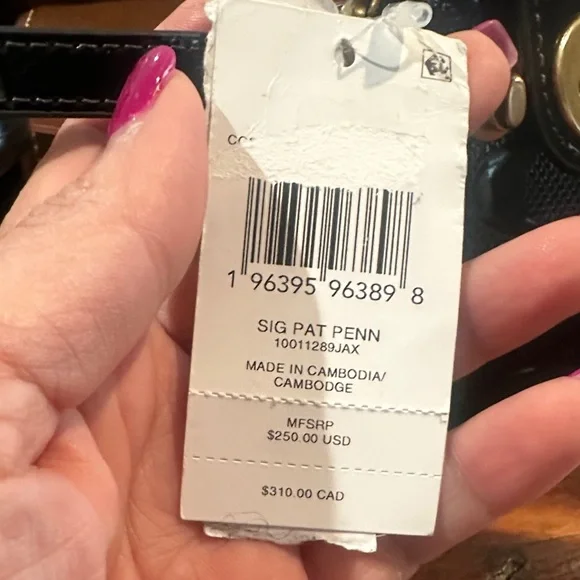 1 96395 96389 8
SIG PAT PENN
10011289JAX
MADE IN CAMBODIA/
CAMBODGE
MFSRP
$250.00 USD
$310.00 CAD